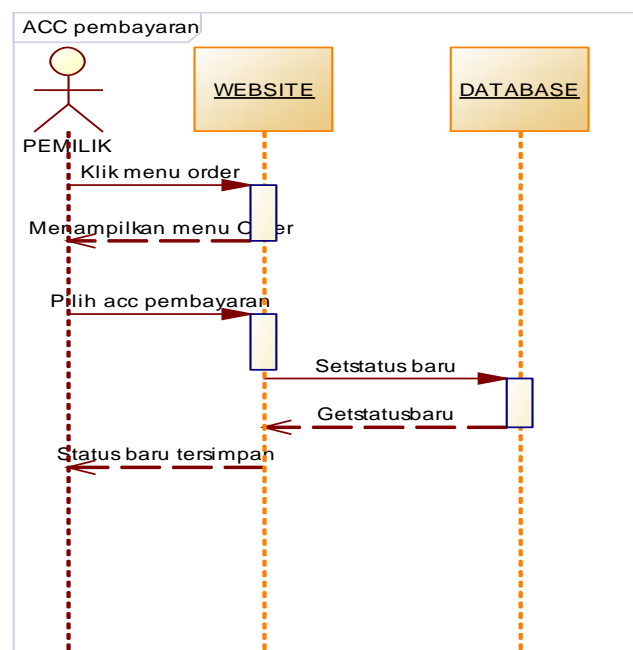 ACC pembayaran
WEBSITE
DATABASE
PEMILIK
Klik menu order
Menampilkan menu Order
Pilih acc pembayaran
Setstatus baru
Getstatusbaru
Status baru tersimpan